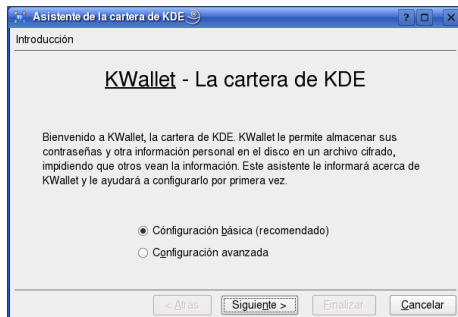 Asistente de la cartera de KDE
Introducción
KWallet - La cartera de KDE
Bienvenido a KWallet, la cartera de KDE. KWallet le permite almacenar sus
contraseñas y otra información personal en el disco en un archivo cifrado,
impidiendo que otros vean la información. Este asistente le informará acerca de
KWallet y le ayudará a configurarlo por primera vez.
Cónfiguración básica (recomendado)
Configuración avanzada
< Atrás Siguiente > Finalizar Cancelar